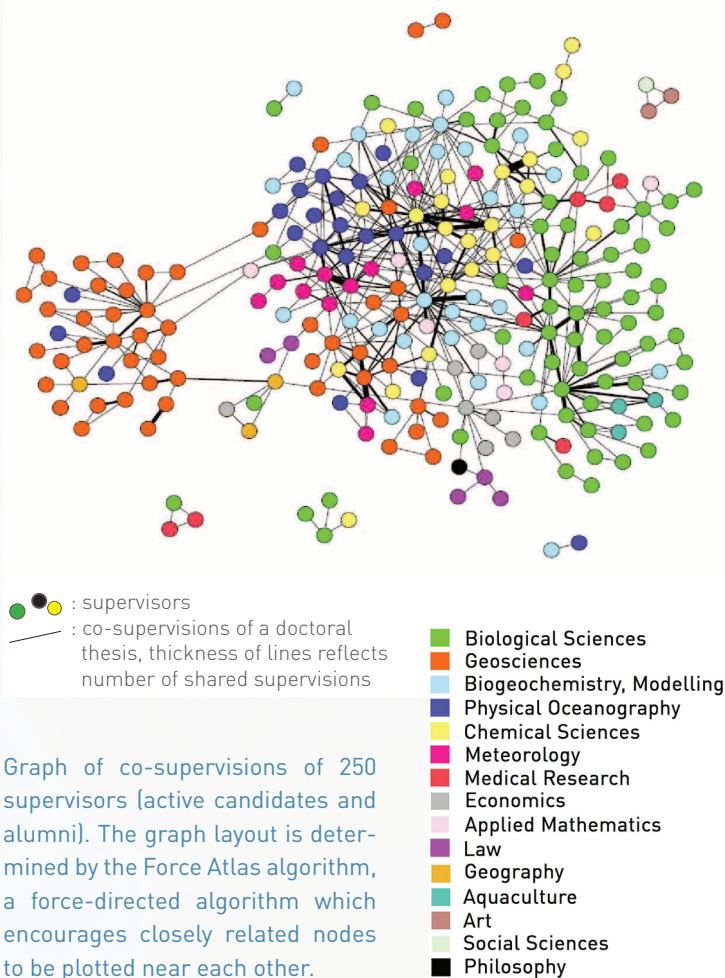 : supervisors
: co-supervisions of a doctoral
thesis, thickness of lines reflects
number of shared supervisions
Graph of co-supervisions of 250
supervisors (active candidates and
alumni). The graph layout is deter-
mined by the Force Atlas algorithm,
a force-directed algorithm which
encourages closely related nodes
to be plotted near each other.
Biological Sciences
Geosciences
Biogeochemistry, Modelling
Physical Oceanography
Chemical Sciences
Meteorology
Medical Research
Economics
Applied Mathematics
Law
Geography
Aquaculture
Art
Social Sciences
Philosophy